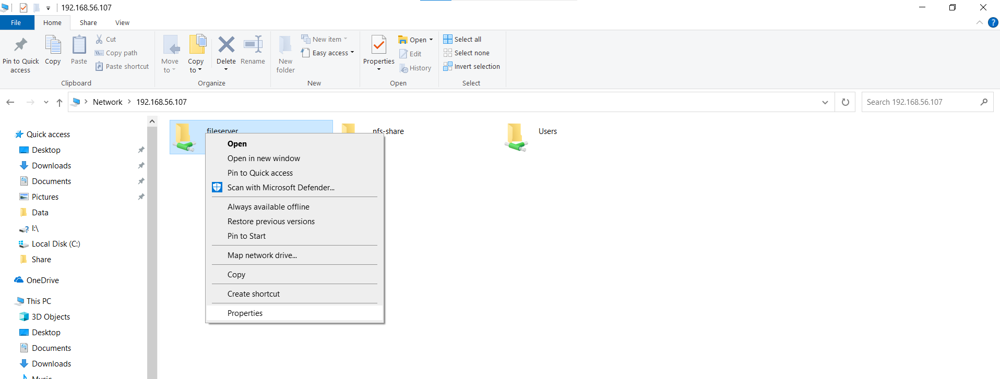 192.168.56.107
File Home Share View
Pin to Quick access
Copy
Paste
Cut
Copy path
Paste shortcut
Clipboard
Move to
Copy to
Delete
Rename
Organize
New folder
New item
Easy access
New
Properties
Open
Edit
History
Open
Select all
Select none
Invert selection
Select
Network > 192.168.56.107
Search 192.168.56.107
Quick access
Desktop
Downloads
Documents
Pictures
Data
I:\
Local Disk (C:)
Share
OneDrive
This PC
3D Objects
Desktop
Documents
Downloads
Music
fileserver
nfs-share
Users
Open
Open in new window
Pin to Quick access
Scan with Microsoft Defender...
Always available offline
Restore previous versions
Pin to Start
Map network drive...
Copy
Create shortcut
Properties